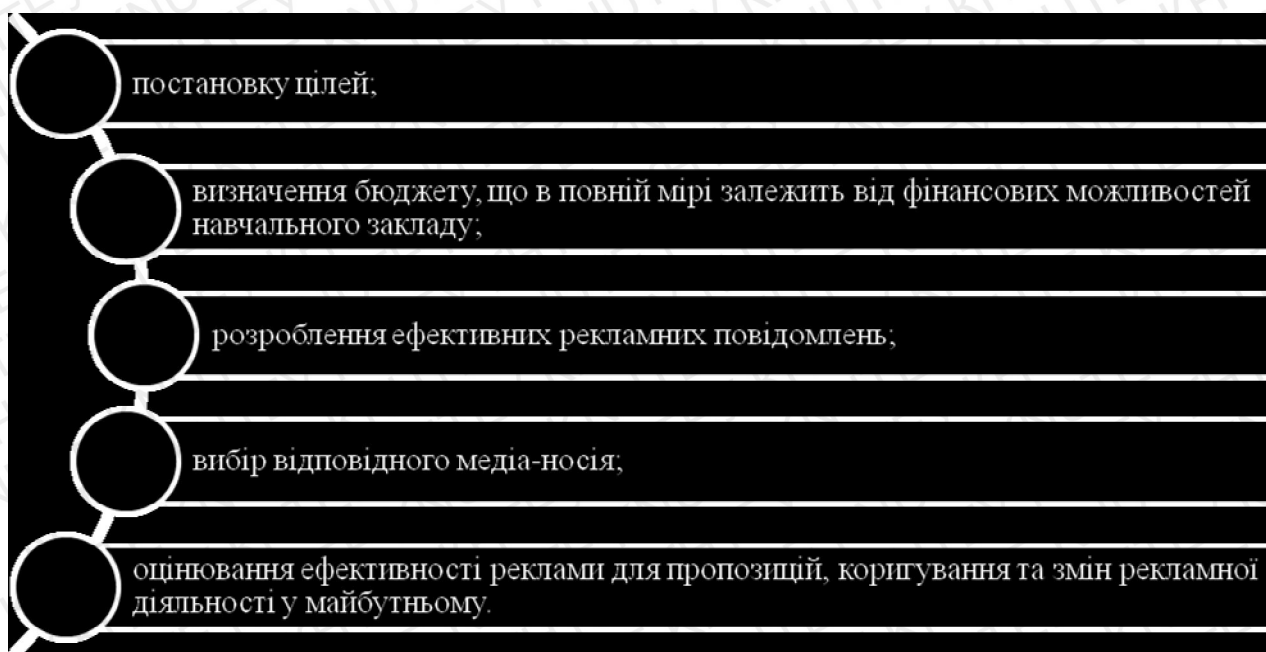 постановку цілей;
визначення бюджету, що в повній мірі залежить від фінансових можливостей
навчального закладу;
розроблення ефективних рекламних повідомлень;
вибір відповідного медіа-носія;
оцінювання ефективності реклами для пропозицій, коригування та змін рекламної
діяльності у майбутньому.